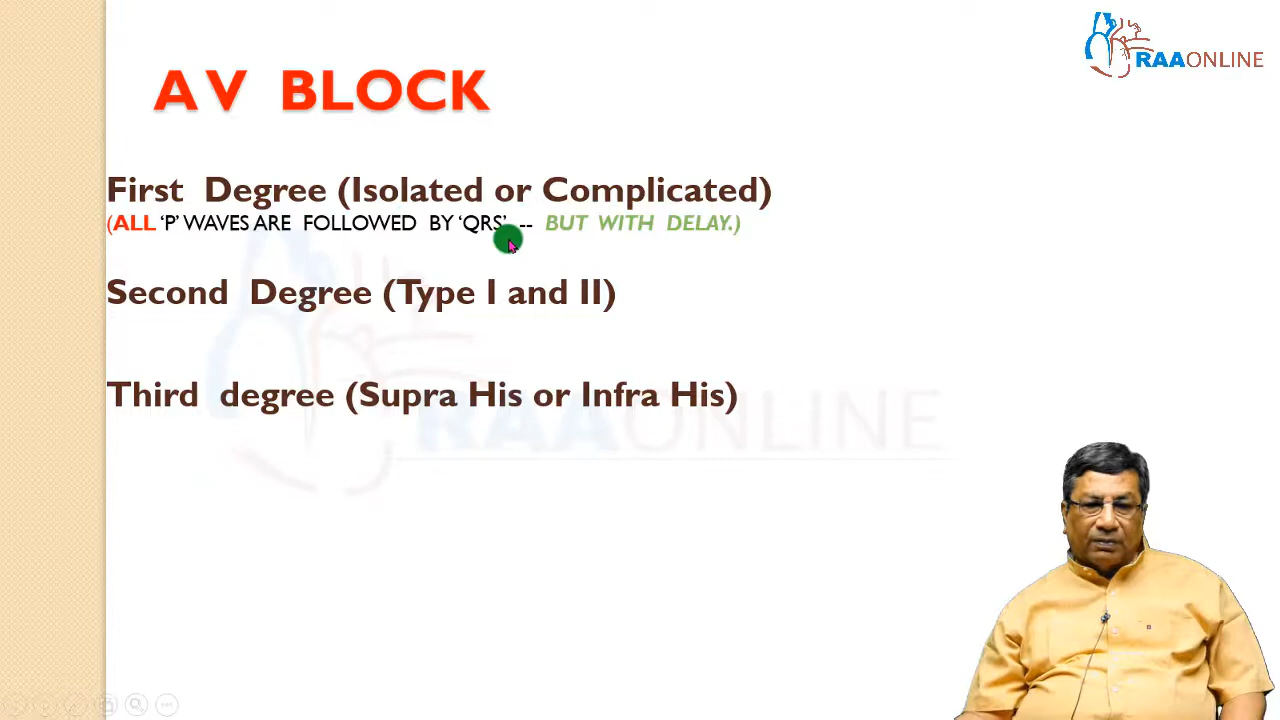 RAAONLINE
A V BLOCK
First Degree (Isolated or Complicated)
(ALL 'P' WAVES ARE FOLLOWED BY 'QRS' -- BUT WITH DELAY.)
Second Degree (Type I and II)
Third degree (Supra His or Infra His)
RAAONLINE